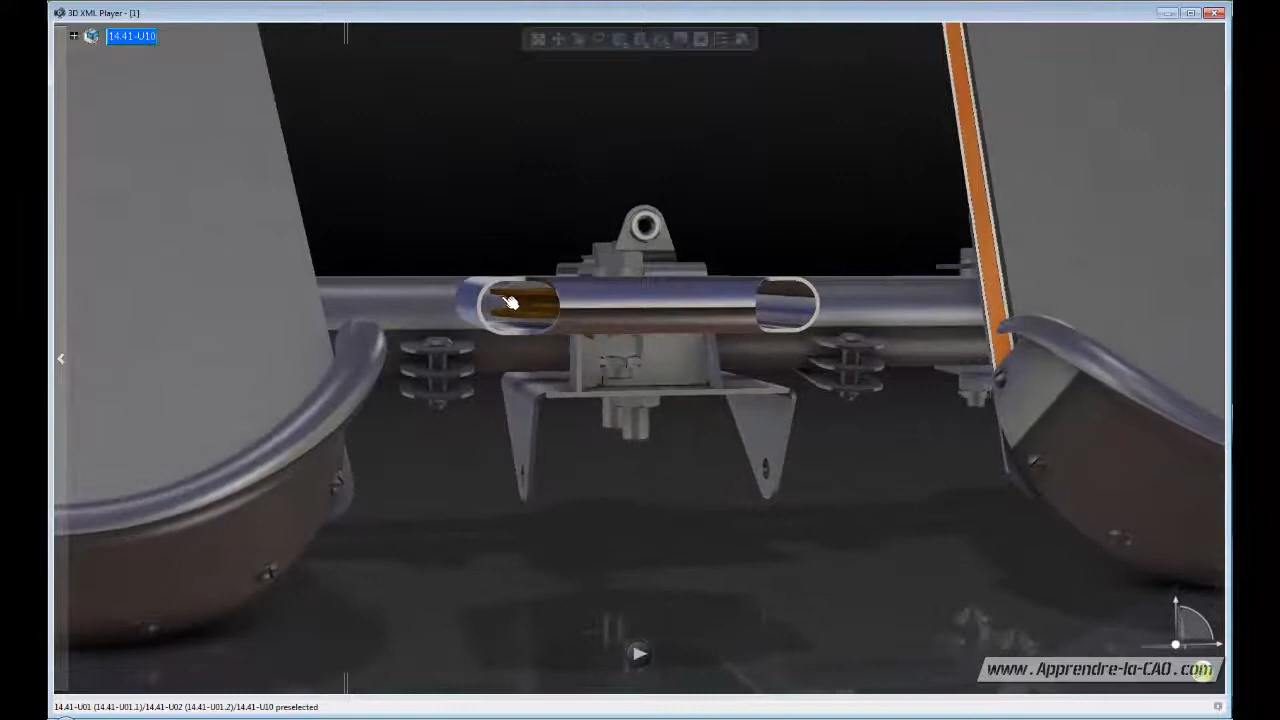 3D XML Player - [1]
14.41-U10
www.Apprendre-la-CAO.com
14.41-U01 (14.41-U01.1)/14.41-U02 (14.41-U01.2)/14.41-U10 preselected